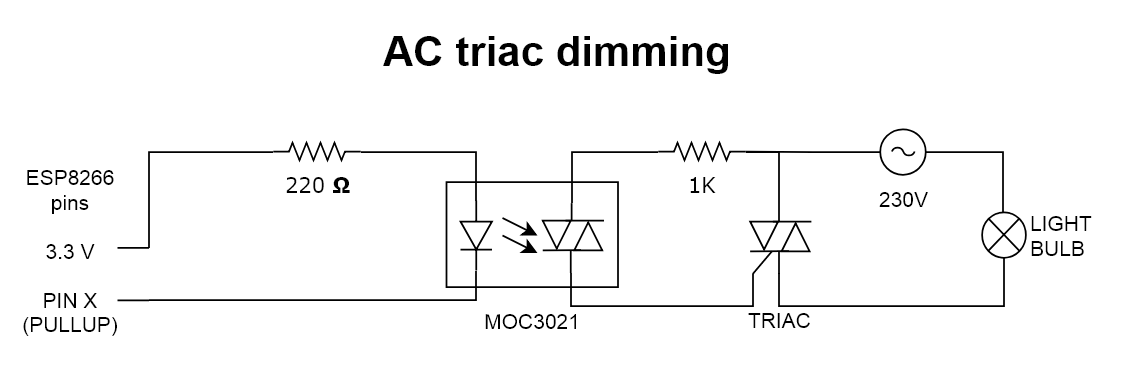 AC triac dimming
ESP8266
pins
3.3 V
PIN X
(PULLUP)
220 Ω
MOC3021
1K
TRIAC
230V
LIGHT
BULB